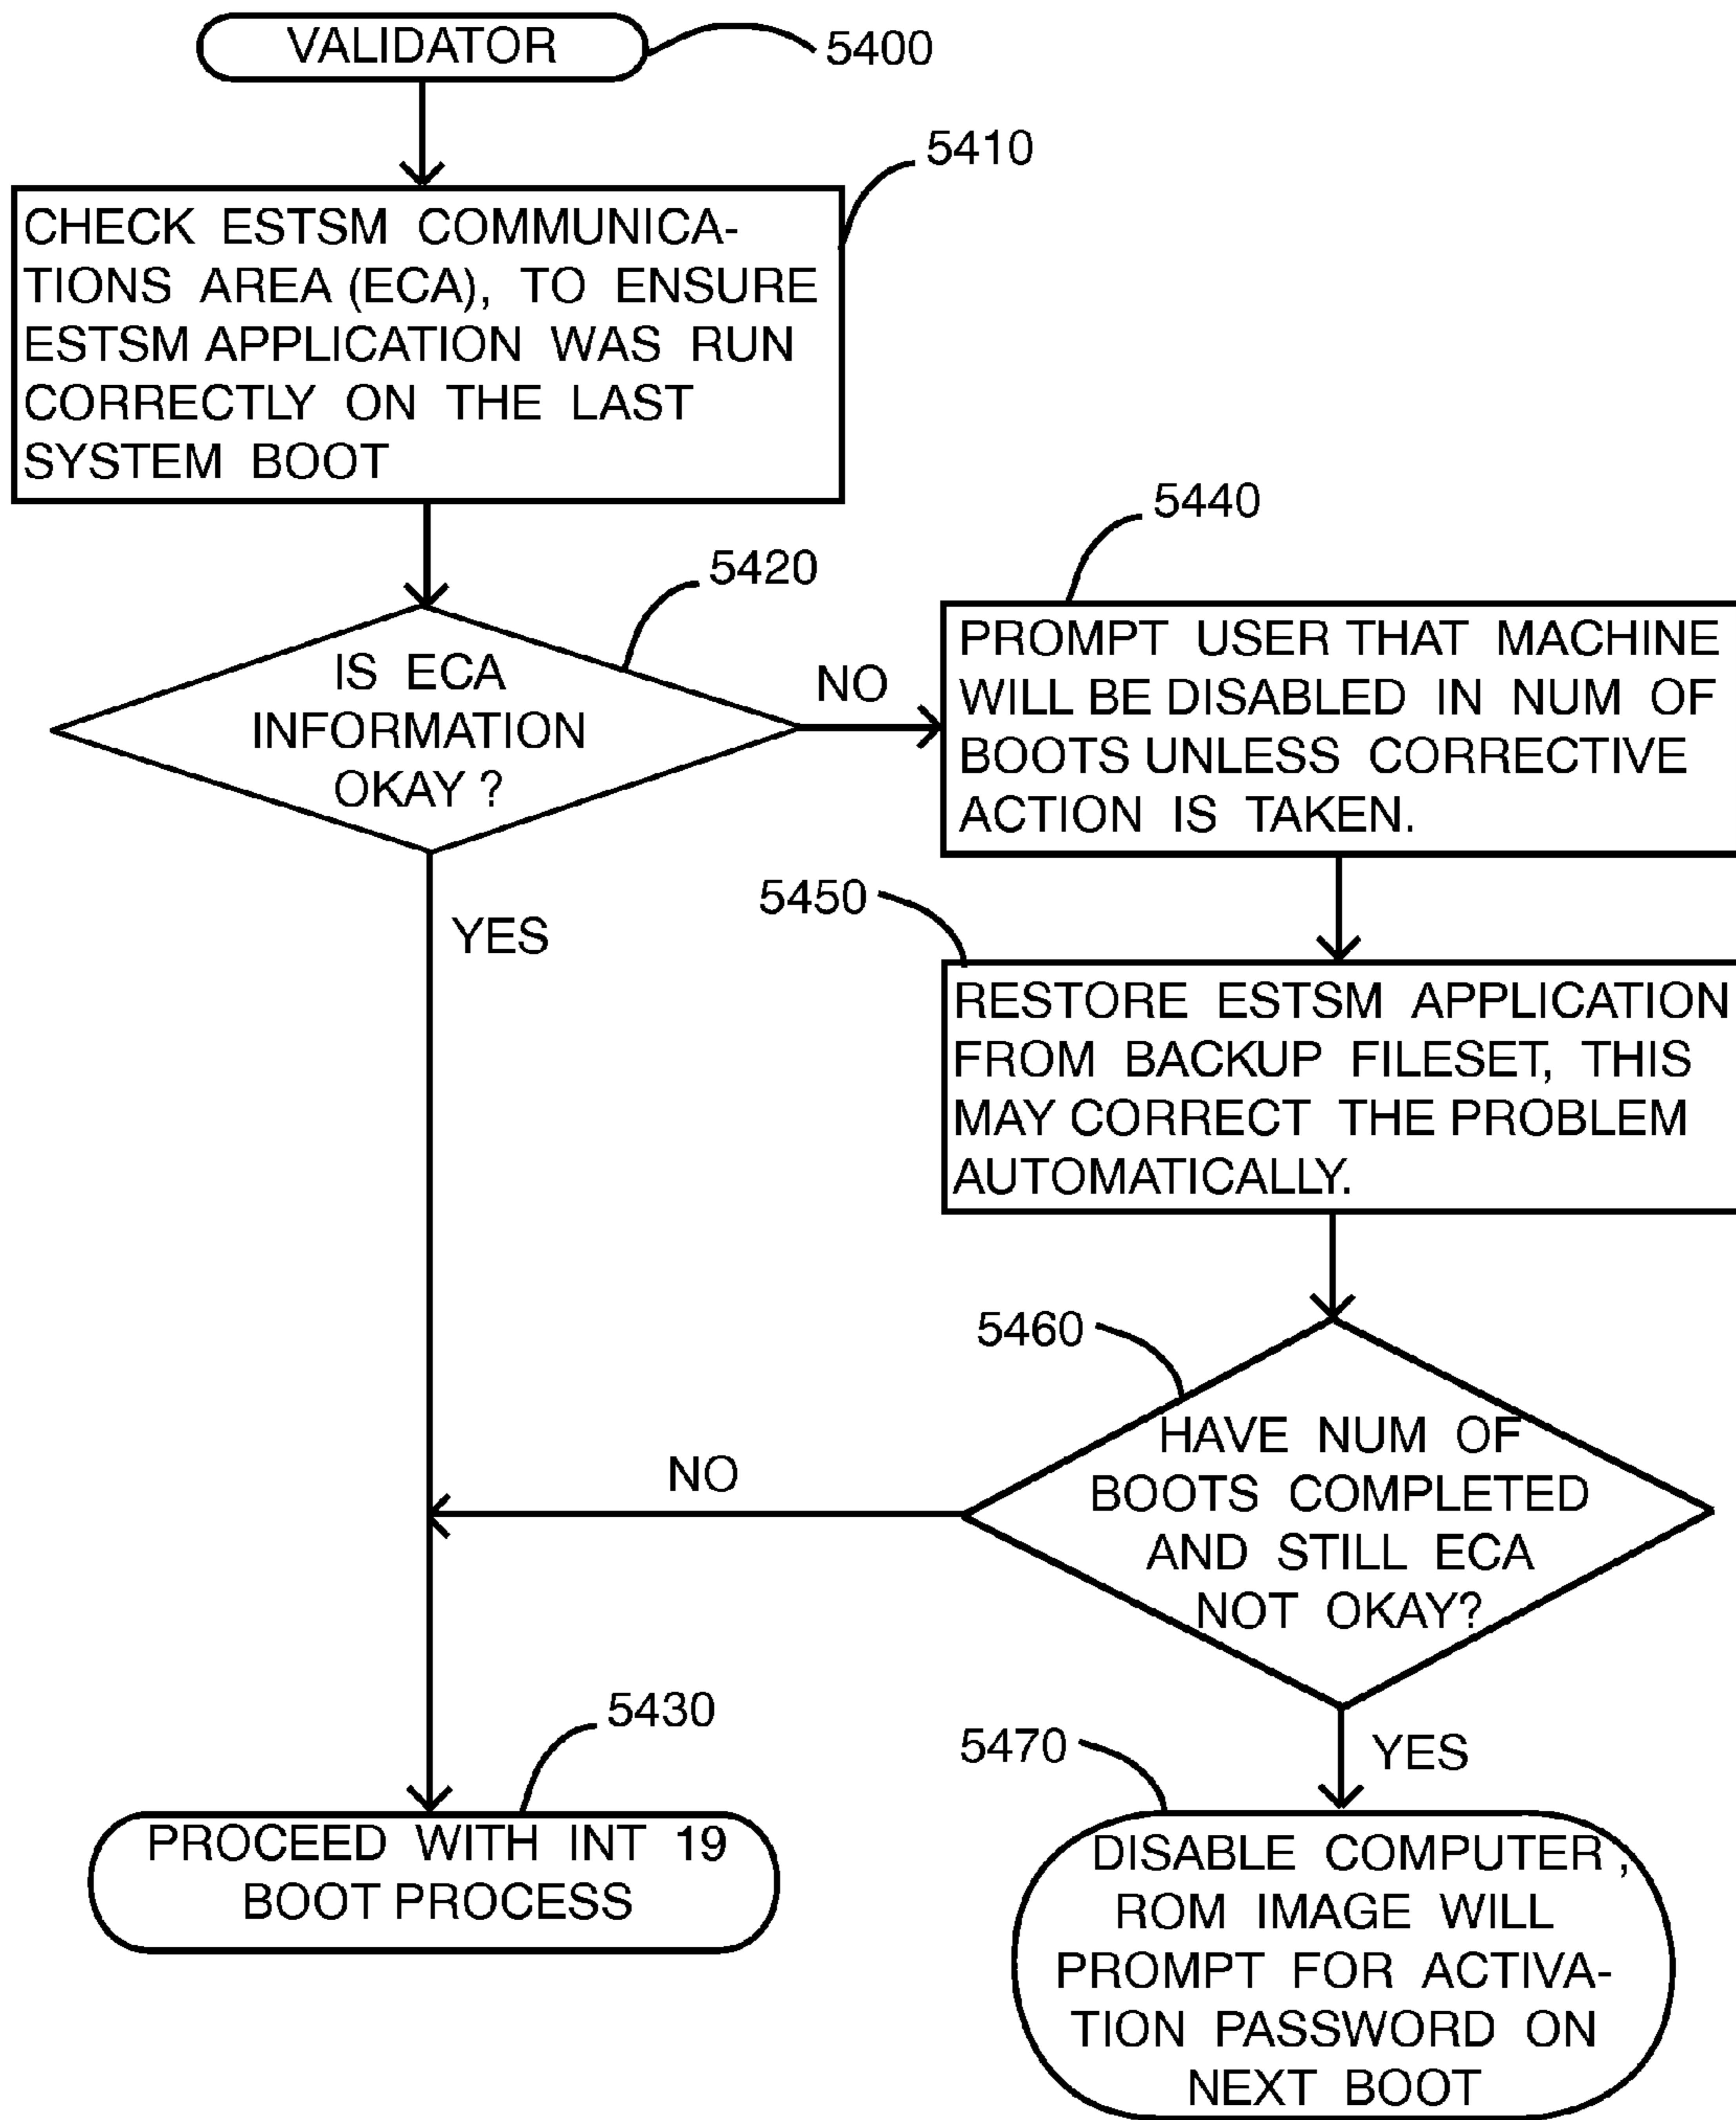 VALIDATOR
5400
5410
CHECK ESTSM COMMUNICA-
TIONS AREA (ECA), TO ENSURE
ESTSM APPLICATION WAS RUN
CORRECTLY ON THE LAST
SYSTEM BOOT
5420
IS ECA
INFORMATION
OKAY ?
NO
YES
5440
PROMPT USER THAT MACHINE
WILL BE DISABLED IN NUM OF
BOOTS UNLESS CORRECTIVE
ACTION IS TAKEN.
5450
RESTORE ESTSM APPLICATION
FROM BACKUP FILESET, THIS
MAY CORRECT THE PROBLEM
AUTOMATICALLY.
5460
HAVE NUM OF
BOOTS COMPLETED
AND STILL ECA
NOT OKAY?
NO
YES
5430
PROCEED WITH INT 19
BOOT PROCESS
5470
DISABLE COMPUTER ,
ROM IMAGE WILL
PROMPT FOR ACTIVA-
TION PASSWORD ON
NEXT BOOT